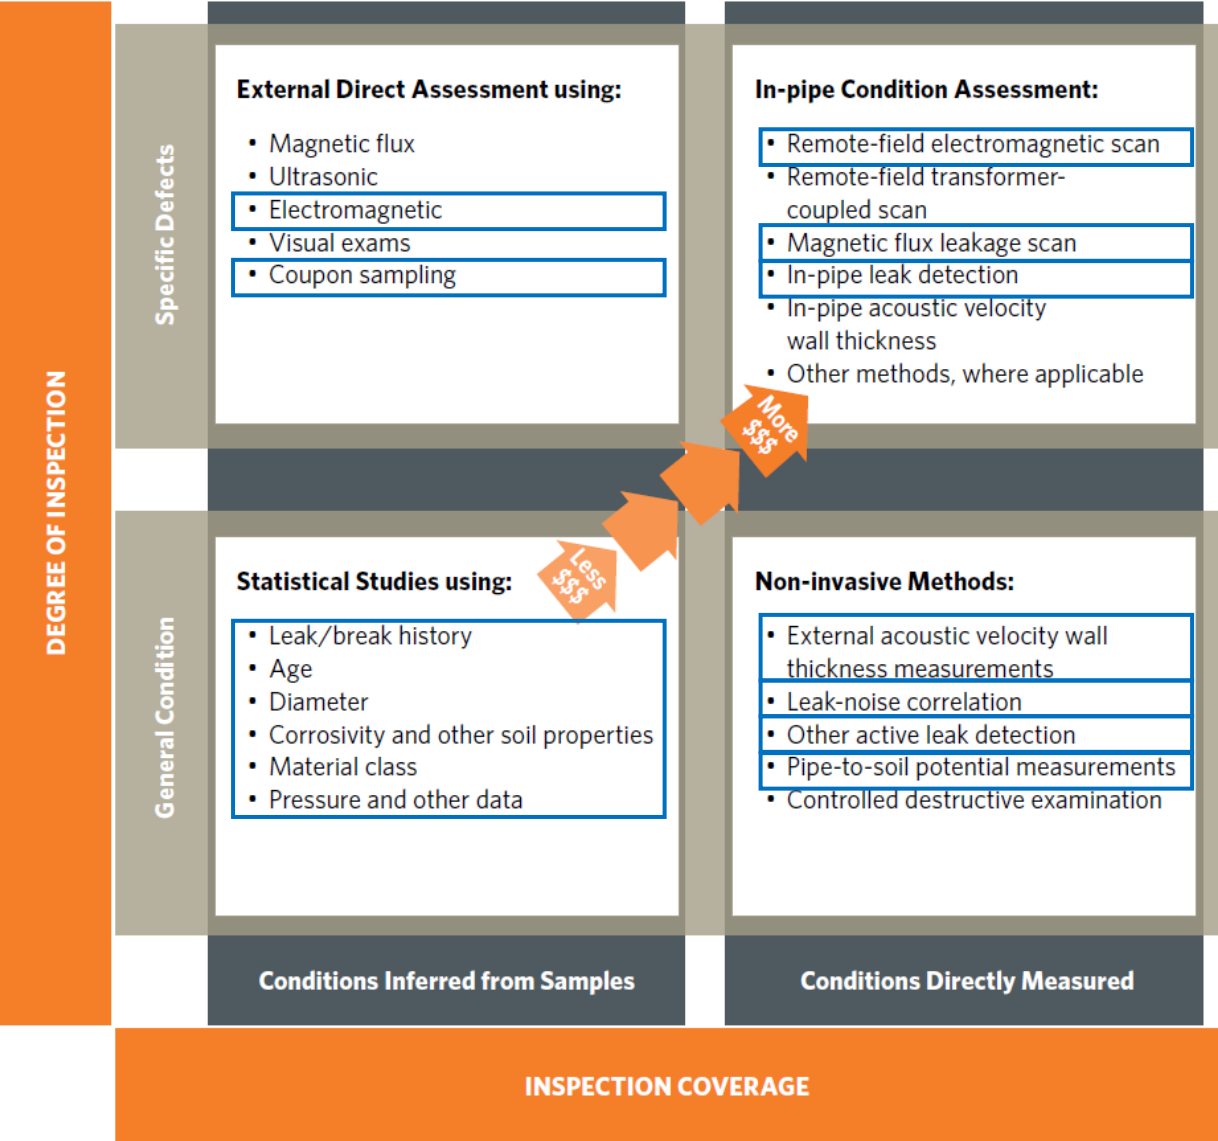 DEGREE OF INSPECTION
Specific Defects
External Direct Assessment using:
• Magnetic flux
• Ultrasonic
• Electromagnetic
• Visual exams
• Coupon sampling
In-pipe Condition Assessment:
• Remote-field electromagnetic scan
• Remote-field transformer-
coupled scan
• Magnetic flux leakage scan
• In-pipe leak detection
• In-pipe acoustic velocity
wall thickness
• Other methods, where applicable
More
$$$
Less
$$$
General Condition
Statistical Studies using:
• Leak/break history
• Age
• Diameter
• Corrosivity and other soil properties
• Material class
• Pressure and other data
Non-invasive Methods:
• External acoustic velocity wall
thickness measurements
• Leak-noise correlation
• Other active leak detection
• Pipe-to-soil potential measurements
• Controlled destructive examination
Conditions Inferred from Samples
Conditions Directly Measured
INSPECTION COVERAGE